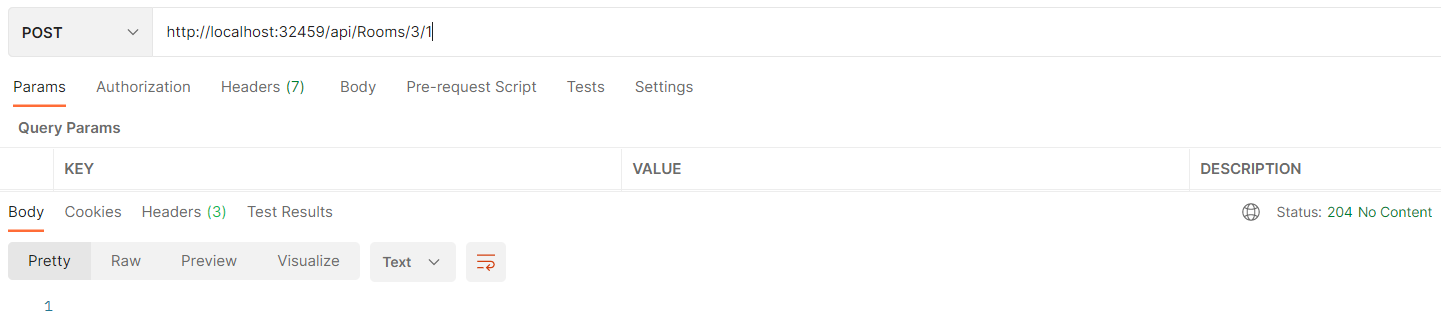 POST http://localhost:32459/api/Rooms/3/1
Params Authorization Headers (7) Body Pre-request Script Tests Settings
Query Params
KEY VALUE DESCRIPTION
Body Cookies Headers (3) Test Results Status: 204 No Content
Pretty Raw Preview Visualize Text
1